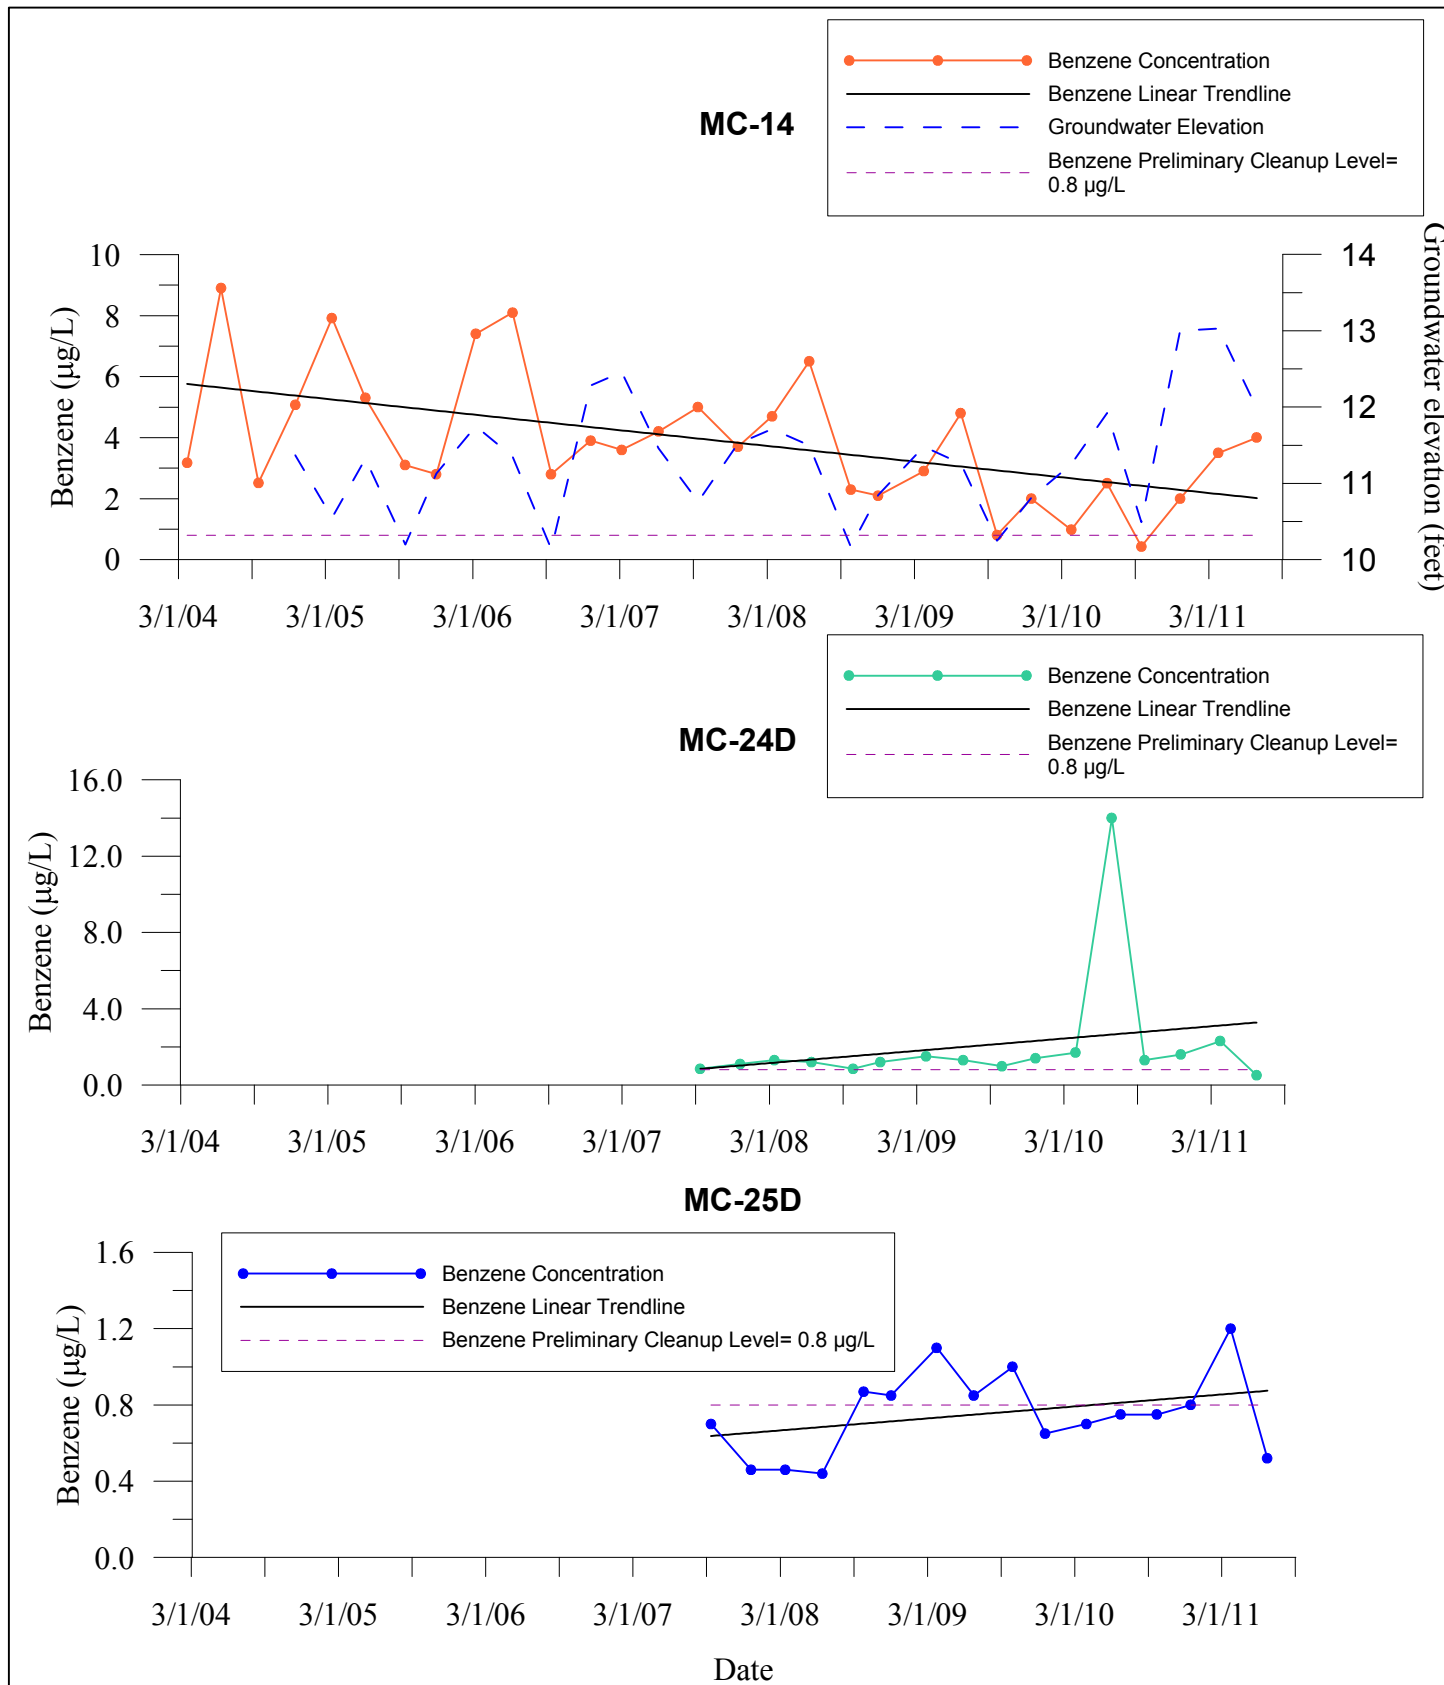 Benzene Concentration
Benzene Linear Trendline
MC-14
Groundwater Elevation
Benzene Preliminary Cleanup Level=
0.8 µg/L
Benzene (µg/L)
10
8
6
4
2
0
14
13
12
11
10
Groundwater elevation (feet)
3/1/04 3/1/05 3/1/06 3/1/07 3/1/08 3/1/09 3/1/10 3/1/11
Benzene Concentration
Benzene Linear Trendline
MC-24D
Benzene Preliminary Cleanup Level=
0.8 µg/L
Benzene (µg/L)
16.0
12.0
8.0
4.0
0.0
3/1/04 3/1/05 3/1/06 3/1/07 3/1/08 3/1/09 3/1/10 3/1/11
MC-25D
Benzene Concentration
Benzene Linear Trendline
Benzene Preliminary Cleanup Level= 0.8 µg/L
Benzene (µg/L)
1.6
1.2
0.8
0.4
0.0
3/1/04 3/1/05 3/1/06 3/1/07 3/1/08 3/1/09 3/1/10 3/1/11
Date